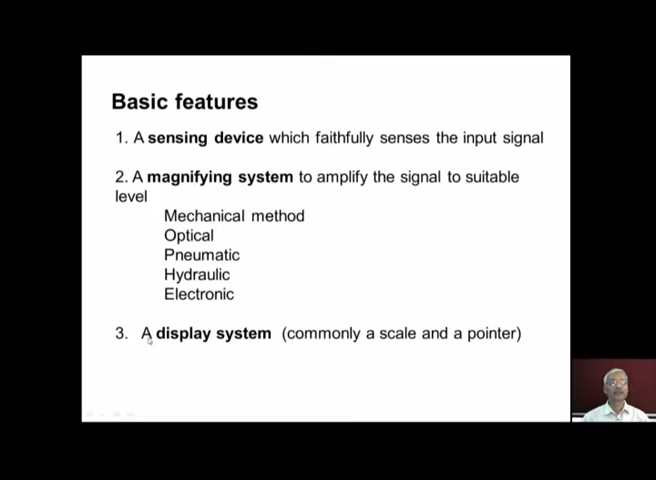 Basic features
1. A sensing device which faithfully senses the input signal
2. A magnifying system to amplify the signal to suitable
level
Mechanical method
Optical
Pneumatic
Hydraulic
Electronic
3. A display system (commonly a scale and a pointer)